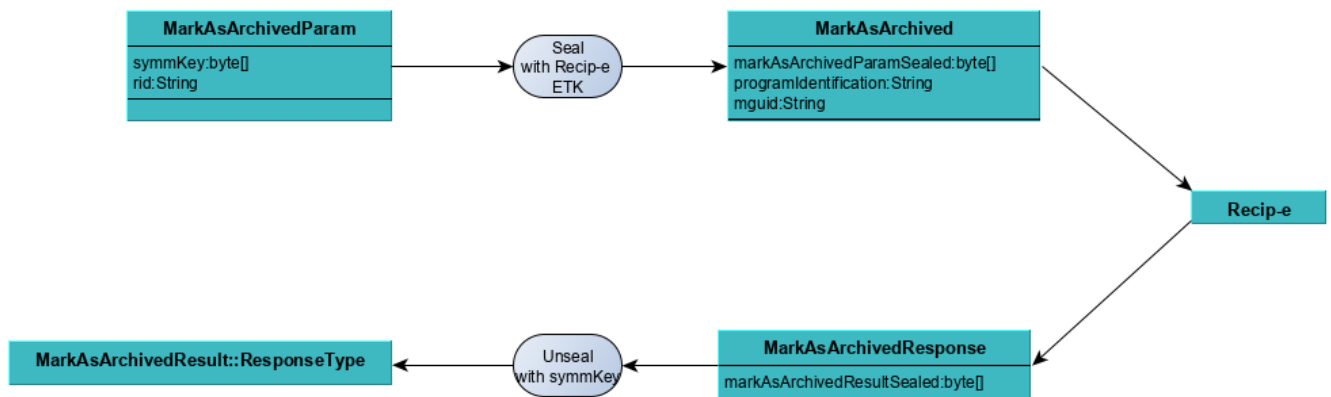 MarkAsArchivedParam
symmKey:byte[]
rid:String
Seal
with Recip-e
ETK
MarkAsArchived
markAsArchivedParamSealed:byte[]
programIdentification:String
mguid:String
Recip-e
MarkAsArchivedResult::ResponseType
Unseal
with symmKey
MarkAsArchivedResponse
markAsArchivedResultSealed:byte[]